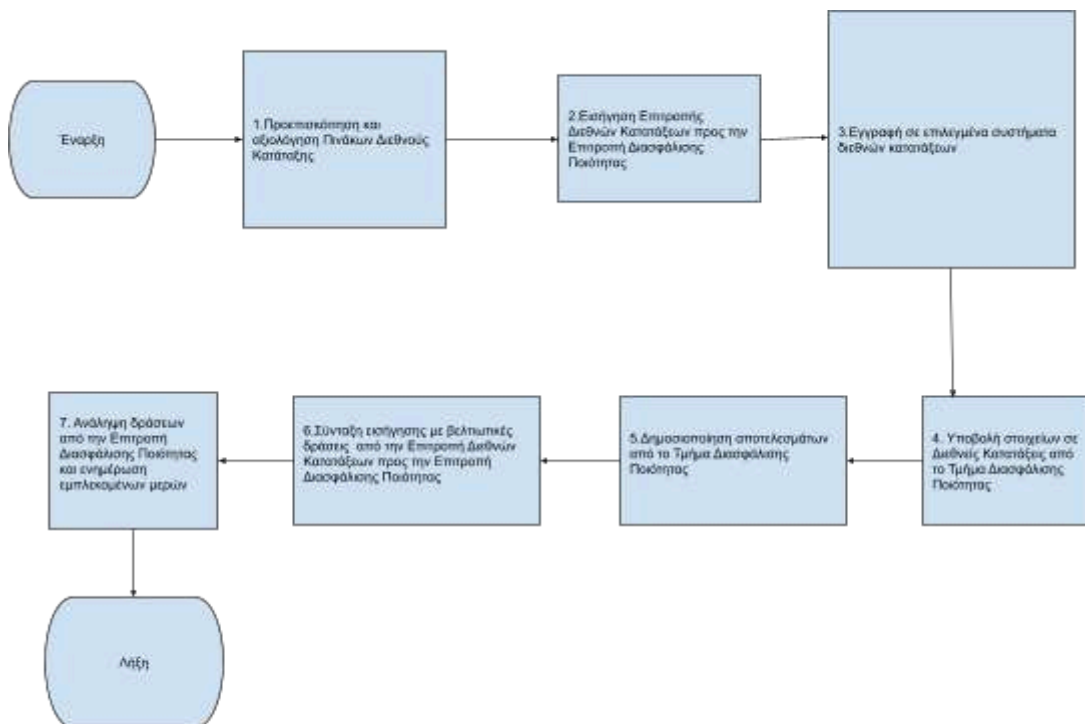 Έναρξη
1.Προεπισκόπηση και
αξιολόγηση Πινάκων Διεθνούς
Κατάταξης
2.Εισήγηση Επιτροπής
Διεθνών Κατατάξεων προς την
Επιτροπή Διασφάλισης
Ποιότητας
3.Εγγραφή σε επιλεγμένα συστήματα
διεθνών κατατάξεων
4. Υποβολή στοιχείων σε
Διεθνείς Κατατάξεις από
το Τμήμα Διασφάλισης
Ποιότητας
5.Δημοσιοποίηση αποτελεσμάτων
από το Τμήμα Διασφάλισης
Ποιότητας
6.Σύνταξη εισήγησης με βελτιωτικές
δράσεις από την Επιτροπή Διεθνών
Κατατάξεων προς την Επιτροπή
Διασφάλισης Ποιότητας
7. Ανάληψη δράσεων
από την Επιτροπή
Διασφάλισης Ποιότητας
και ενημέρωση
εμπλεκομένων μερών
Λήξη